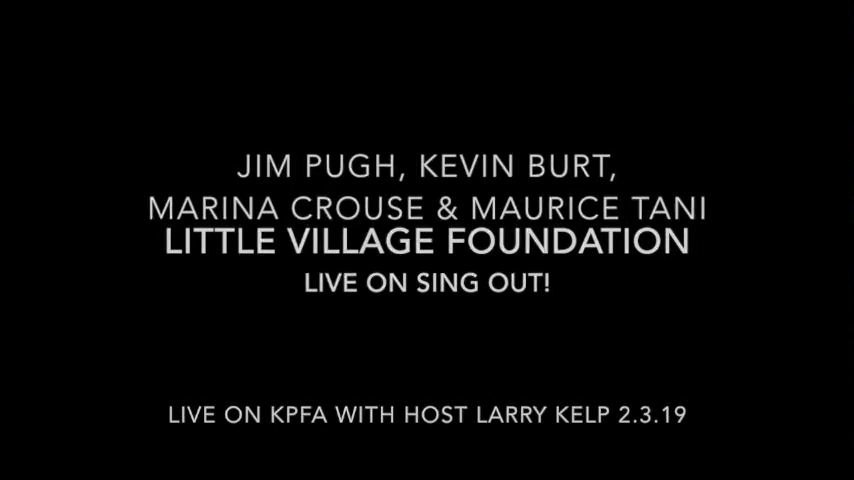 JIM PUGH, KEVIN BURT,
MARINA CROUSE & MAURICE TANI
LITTLE VILLAGE FOUNDATION
LIVE ON SING OUT!
LIVE ON KPFA WITH HOST LARRY KELP 2.3.19